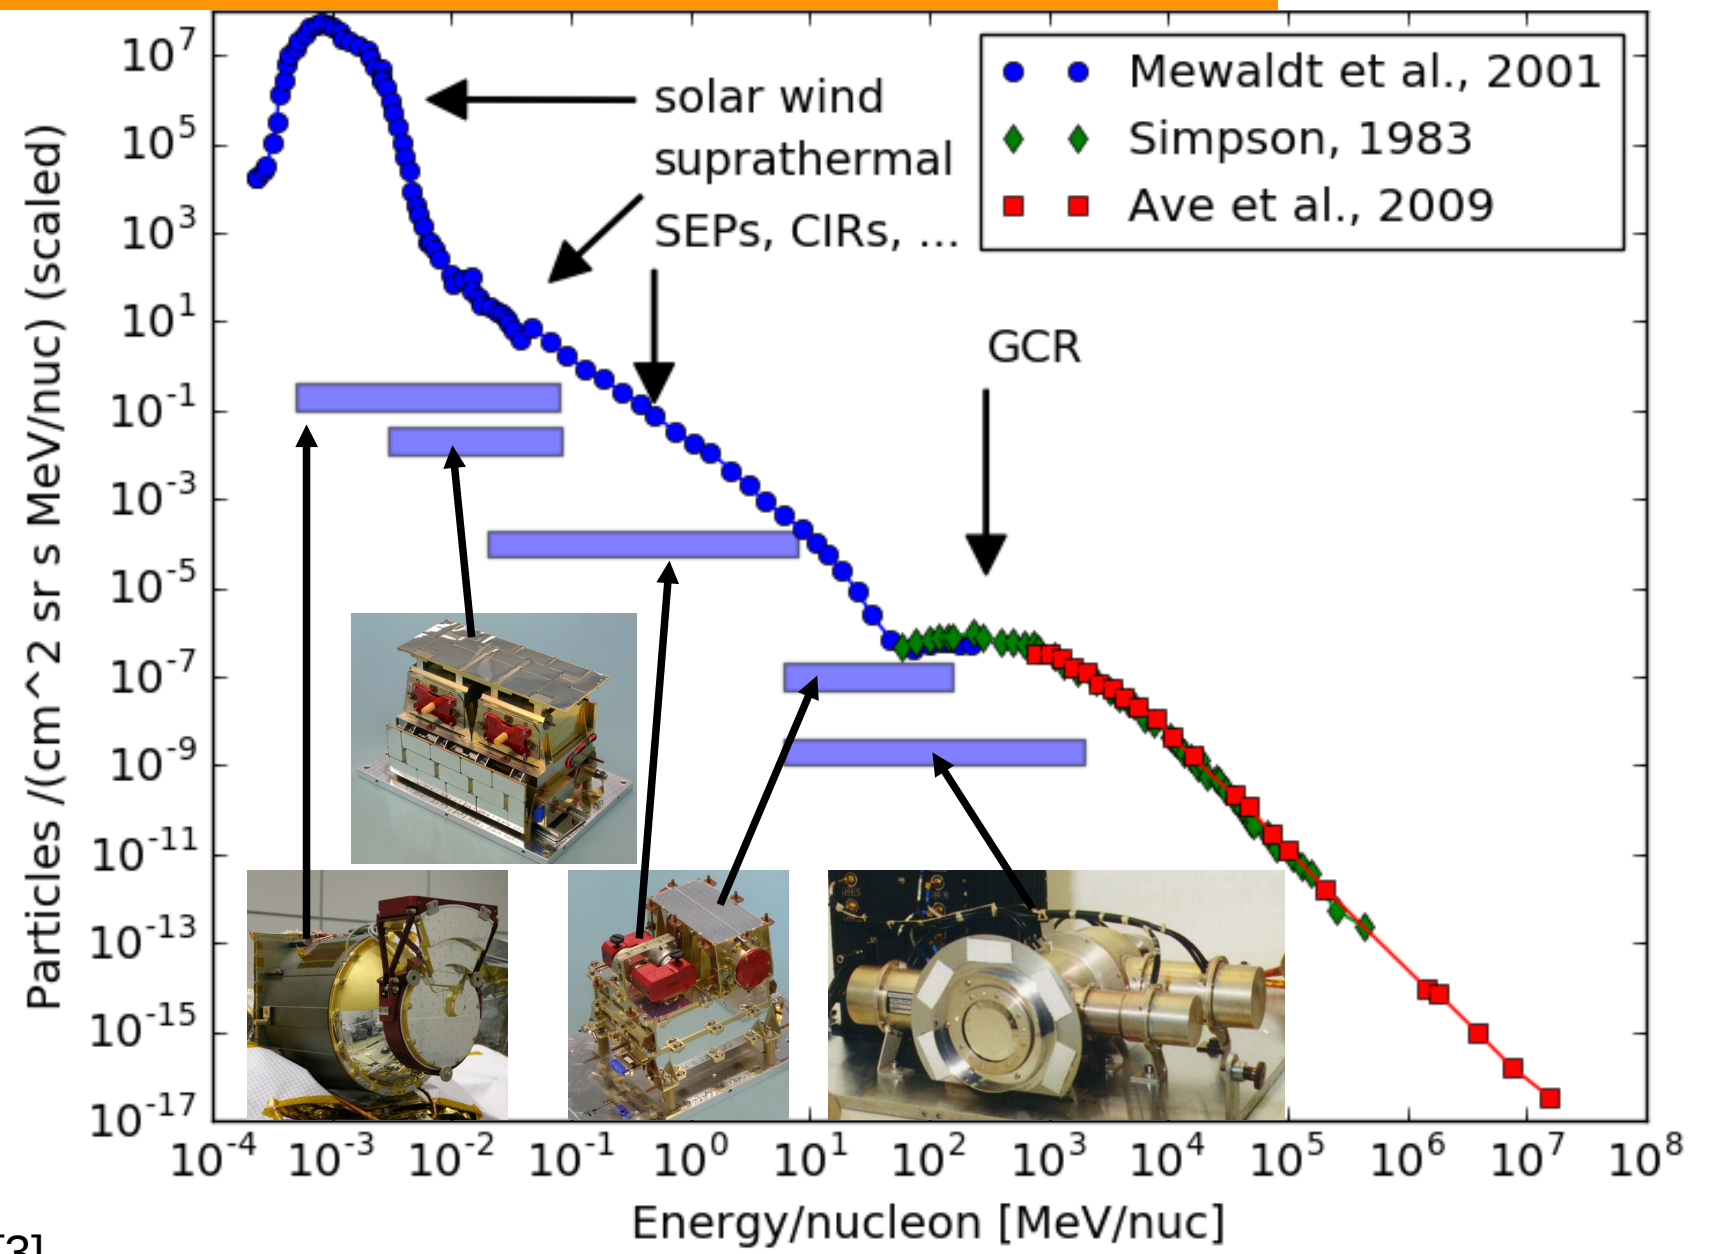 Mewaldt et al., 2001
Simpson, 1983
Ave et al., 2009
solar wind
suprathermal
SEPs, CIRs, ...
GCR
Particles /(cm^2 sr s MeV/nuc) (scaled)
10^7
10^5
10^3
10^1
10^-1
10^-3
10^-5
10^-7
10^-9
10^-11
10^-13
10^-15
10^-17
10^-4 10^-3 10^-2 10^-1 10^0 10^1 10^2 10^3 10^4 10^5 10^6 10^7 10^8
Energy/nucleon [MeV/nuc]
[3]